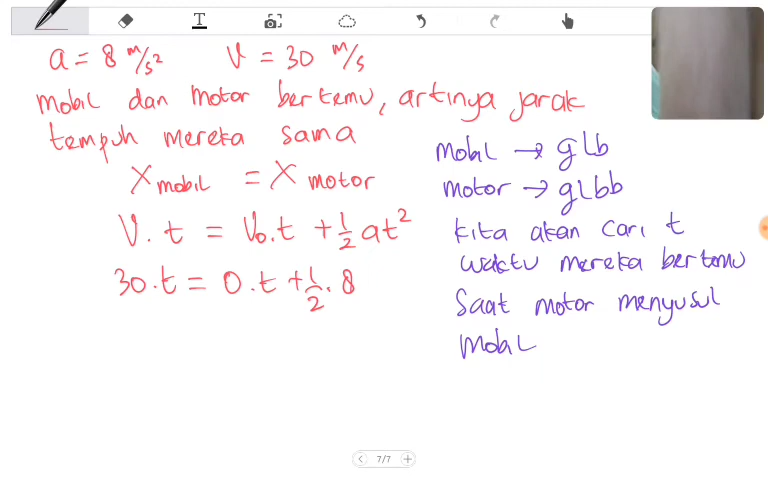 T
a = 8 m/s² V = 30 m/s
mobil dan motor bertemu, artinya jarak
tempuh mereka sama
X mobil = X motor
V. t = V₀.t + 1/2 at²
30.t = 0.t + 1/2. 8
mobil → glb
motor → glbb
kita akan cari t
waktu mereka bertemu
Saat motor menyusul
mobil
7/7